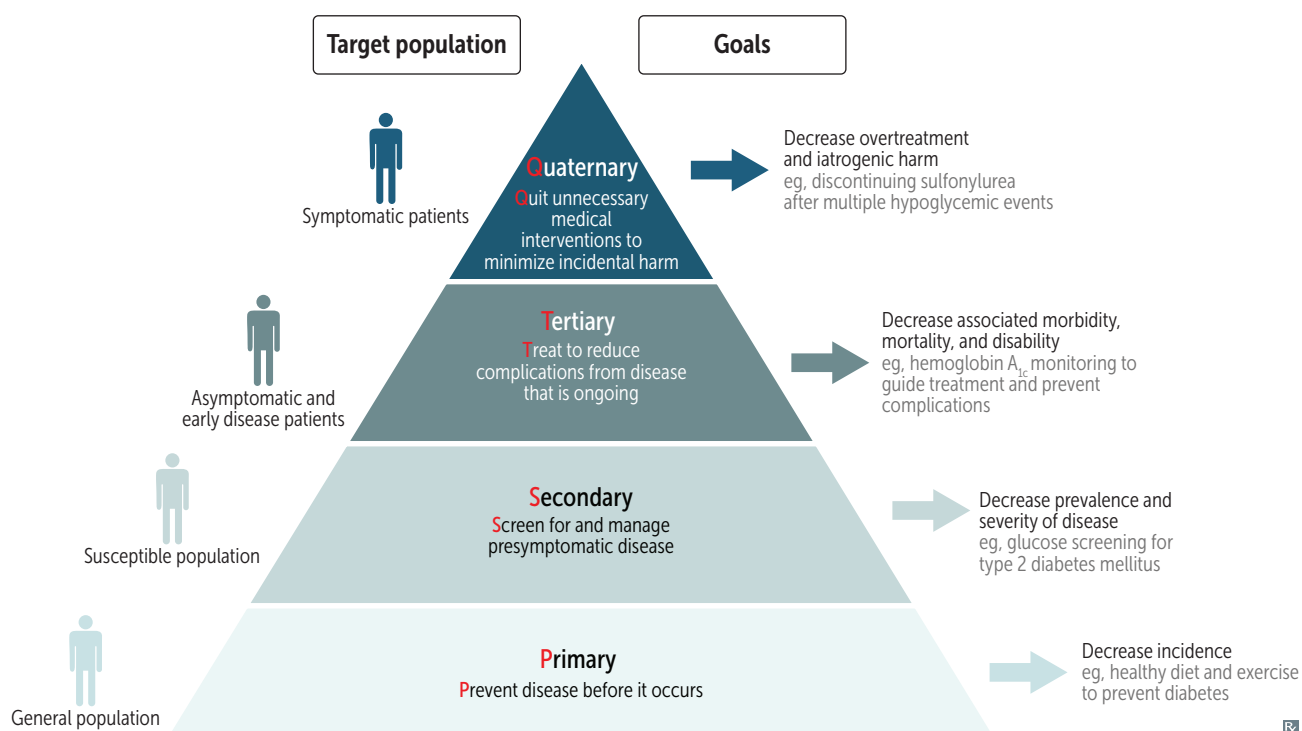 Target population
Goals
Symptomatic patients
Quaternary
Quit unnecessary
medical
interventions to
minimize incidental harm
Decrease overtreatment
and iatrogenic harm
eg, discontinuing sulfonylurea
after multiple hypoglycemic events
Asymptomatic and
early disease patients
Tertiary
Treat to reduce
complications from disease
that is ongoing
Decrease associated morbidity,
mortality, and disability
eg, hemoglobin A1c monitoring to
guide treatment and prevent
complications
Susceptible population
Secondary
Screen for and manage
presymptomatic disease
Decrease prevalence and
severity of disease
eg, glucose screening for
type 2 diabetes mellitus
General population
Primary
Prevent disease before it occurs
Decrease incidence
eg, healthy diet and exercise
to prevent diabetes
Rx